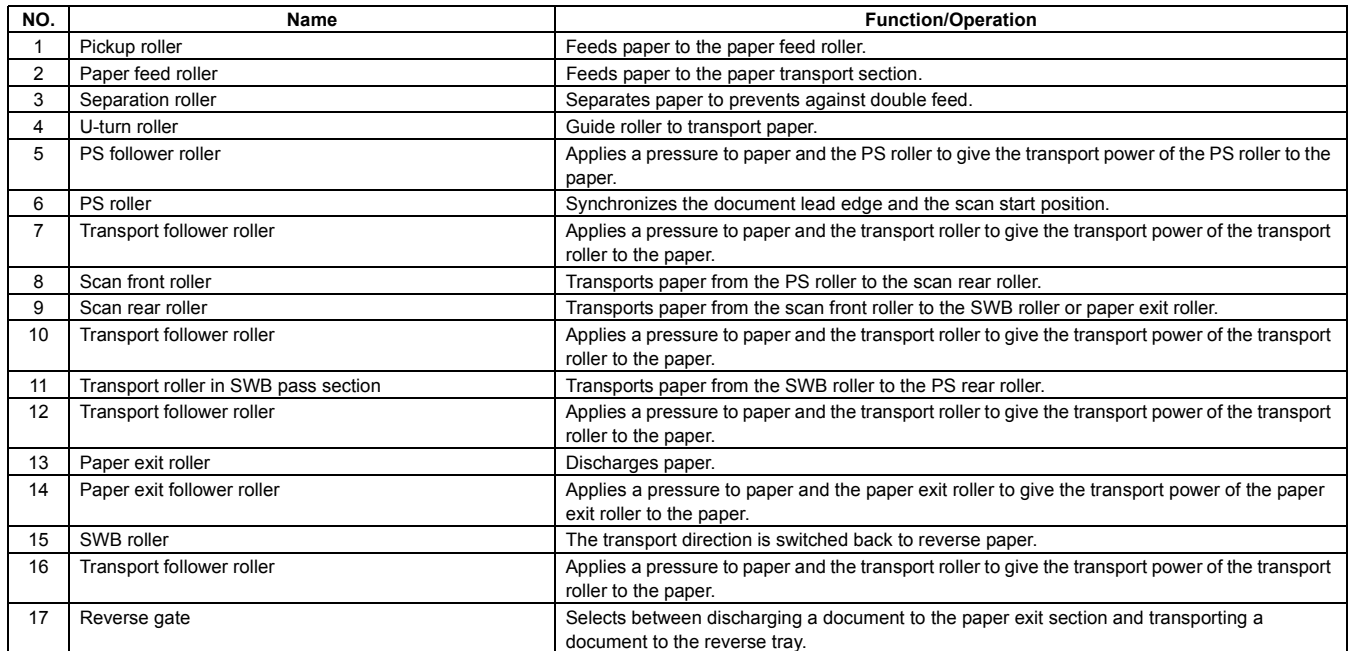 NO. Name Function/Operation
1 Pickup roller Feeds paper to the paper feed roller.
2 Paper feed roller Feeds paper to the paper transport section.
3 Separation roller Separates paper to prevents against double feed.
4 U-turn roller Guide roller to transport paper.
5 PS follower roller Applies a pressure to paper and the PS roller to give the transport power of the PS roller to the
paper.
6 PS roller Synchronizes the document lead edge and the scan start position.
7 Transport follower roller Applies a pressure to paper and the transport roller to give the transport power of the transport
roller to the paper.
8 Scan front roller Transports paper from the PS roller to the scan rear roller.
9 Scan rear roller Transports paper from the scan front roller to the SWB roller or paper exit roller.
10 Transport follower roller Applies a pressure to paper and the transport roller to give the transport power of the transport
roller to the paper.
11 Transport roller in SWB pass section Transports paper from the SWB roller to the PS rear roller.
12 Transport follower roller Applies a pressure to paper and the transport roller to give the transport power of the transport
roller to the paper.
13 Paper exit roller Discharges paper.
14 Paper exit follower roller Applies a pressure to paper and the paper exit roller to give the transport power of the paper
exit roller to the paper.
15 SWB roller The transport direction is switched back to reverse paper.
16 Transport follower roller Applies a pressure to paper and the transport roller to give the transport power of the transport
roller to the paper.
17 Reverse gate Selects between discharging a document to the paper exit section and transporting a
document to the reverse tray.